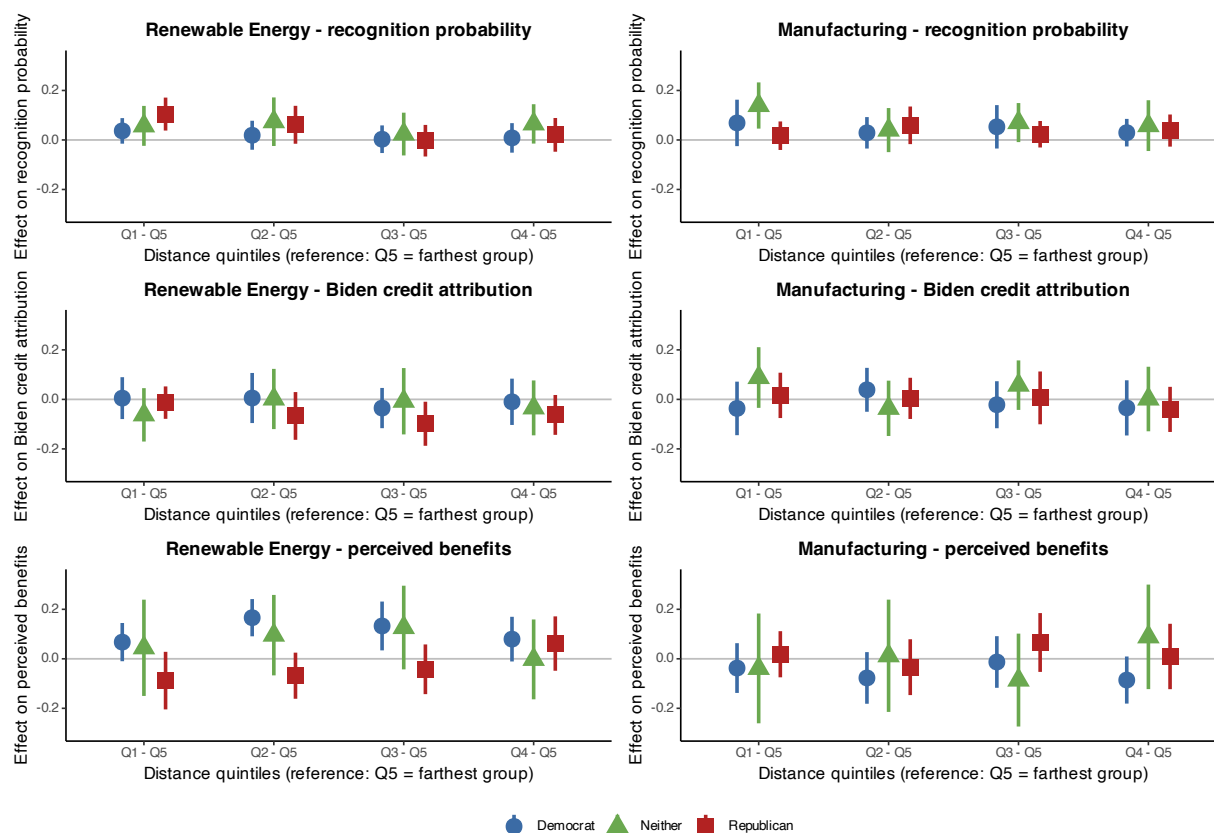 Renewable Energy - recognition probability
Effect on recognition probability
0.2
0.0
-0.2
Q1 - Q5 Q2 - Q5 Q3 - Q5 Q4 - Q5
Distance quintiles (reference: Q5 = farthest group)
Manufacturing - recognition probability
Effect on recognition probability
0.2
0.0
-0.2
Q1 - Q5 Q2 - Q5 Q3 - Q5 Q4 - Q5
Distance quintiles (reference: Q5 = farthest group)
Renewable Energy - Biden credit attribution
Effect on Biden credit attribution
0.2
0.0
-0.2
Q1 - Q5 Q2 - Q5 Q3 - Q5 Q4 - Q5
Distance quintiles (reference: Q5 = farthest group)
Manufacturing - Biden credit attribution
Effect on Biden credit attribution
0.2
0.0
-0.2
Q1 - Q5 Q2 - Q5 Q3 - Q5 Q4 - Q5
Distance quintiles (reference: Q5 = farthest group)
Renewable Energy - perceived benefits
Effect on perceived benefits
0.2
0.0
-0.2
Q1 - Q5 Q2 - Q5 Q3 - Q5 Q4 - Q5
Distance quintiles (reference: Q5 = farthest group)
Manufacturing - perceived benefits
Effect on perceived benefits
0.2
0.0
-0.2
Q1 - Q5 Q2 - Q5 Q3 - Q5 Q4 - Q5
Distance quintiles (reference: Q5 = farthest group)
Democrat Neither Republican